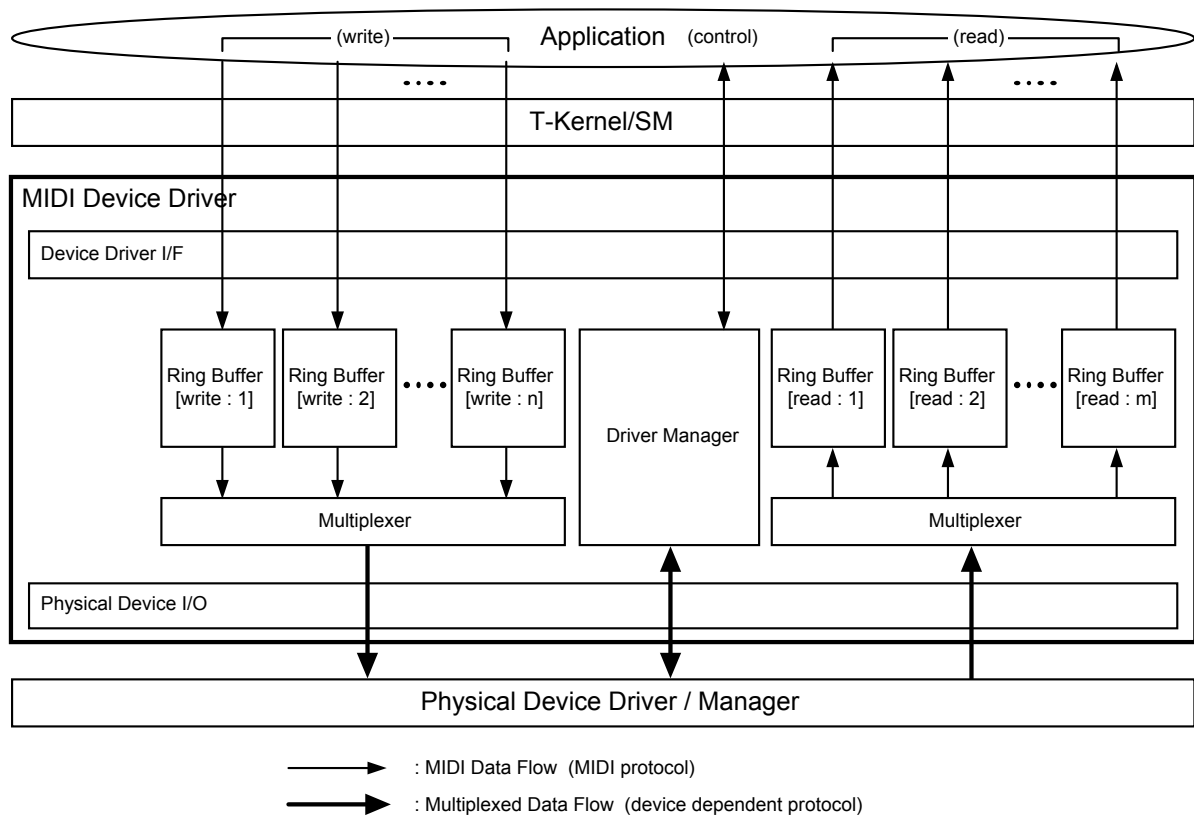 (write) Application (control) (read)
T-Kernel/SM
MIDI Device Driver
Device Driver I/F
Ring Buffer
[write : 1]
Ring Buffer
[write : 2]
Ring Buffer
[write : n]
Driver Manager
Ring Buffer
[read : 1]
Ring Buffer
[read : 2]
Ring Buffer
[read : m]
Multiplexer
Multiplexer
Physical Device I/O
Physical Device Driver / Manager
: MIDI Data Flow (MIDI protocol)
: Multiplexed Data Flow (device dependent protocol)